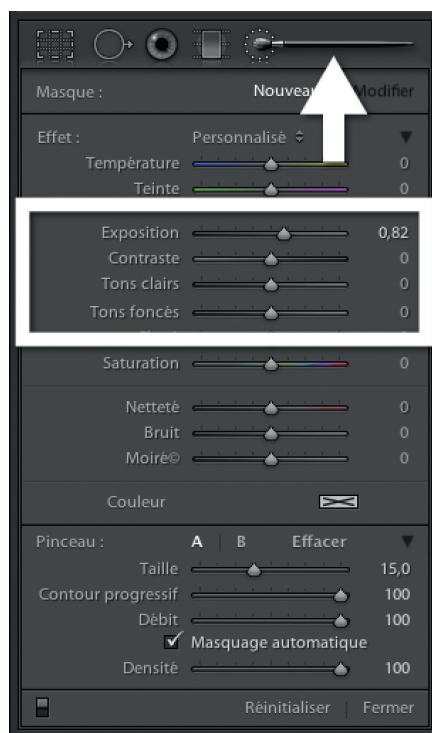 Masque : Nouveau Modifier
Effet : Personnalisé
Température 0
Teinte 0
Exposition 0,82
Contraste 0
Tons clairs 0
Tons foncés 0
Saturation 0
Netteté 0
Bruit 0
Moiré© 0
Couleur
Pinceau : A | B Effacer
Taille 15,0
Contour progressif 100
Débit 100
Masquage automatique
Densité 100
Réinitialiser | Fermer